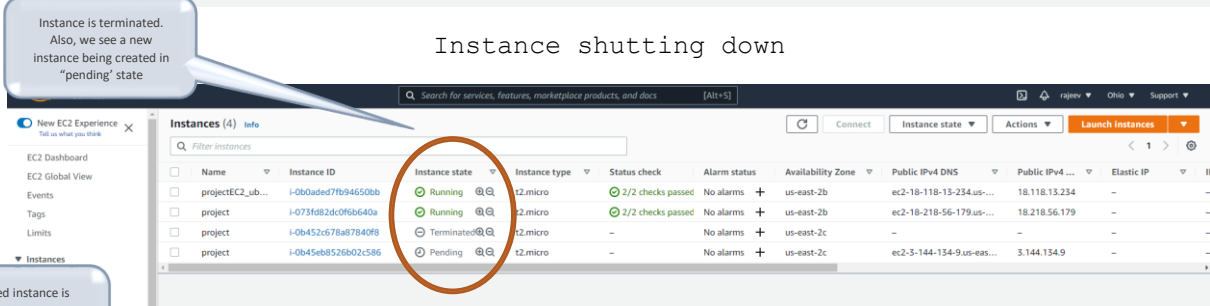 Instance is terminated.
Also, we see a new
instance being created in
“pending’ state
Instance shutting down
Search for services, features, marketplace products, and docs [Alt+S] rajeev Ohio Support
New EC2 Experience
Tell us what you think
EC2 Dashboard
EC2 Global View
Events
Tags
Limits
Instances
Instances (4) Info Connect Instance state Actions Launch instances
Filter instances 1
Name Instance ID Instance state Instance type Status check Alarm status Availability Zone Public IPv4 DNS Public IPv4 ... Elastic IP
projectEC2_ub... i-0b0aded7fb94650bb Running t2.micro 2/2 checks passed No alarms + us-east-2b ec2-18-118-13-234.us-... 18.118.13.234 –
project i-073fd82dc0f6b640a Running t2.micro 2/2 checks passed No alarms + us-east-2b ec2-18-218-56-179.us-... 18.218.56.179 –
project i-0b452c678a87840f8 Terminated t2.micro – No alarms + us-east-2c – – –
project i-0b45eb8526b02c586 Pending t2.micro – No alarms + us-east-2c ec2-3-144-134-9.us-eas... 3.144.134.9 –
ed instance is